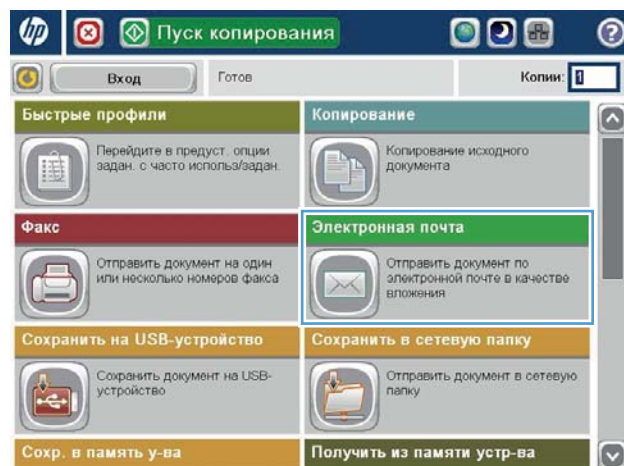 hp
Пуск копирования
?
Вход
Готов
Копии: 1
Быстрые профили
Перейдите в предуст. опции
задан. с часто использ/задан.
Копирование
Копирование исходного
документа
Факс
Отправить документ на один
или несколько номеров факса
Электронная почта
Отправить документ по
электронной почте в качестве
вложения
Сохранить на USB-устройство
Сохранить документ на USB-
устройство
Сохранить в сетевую папку
Отправить документ в сетевую
папку
Сохр. в память у-ва
Получить из памяти устр-ва